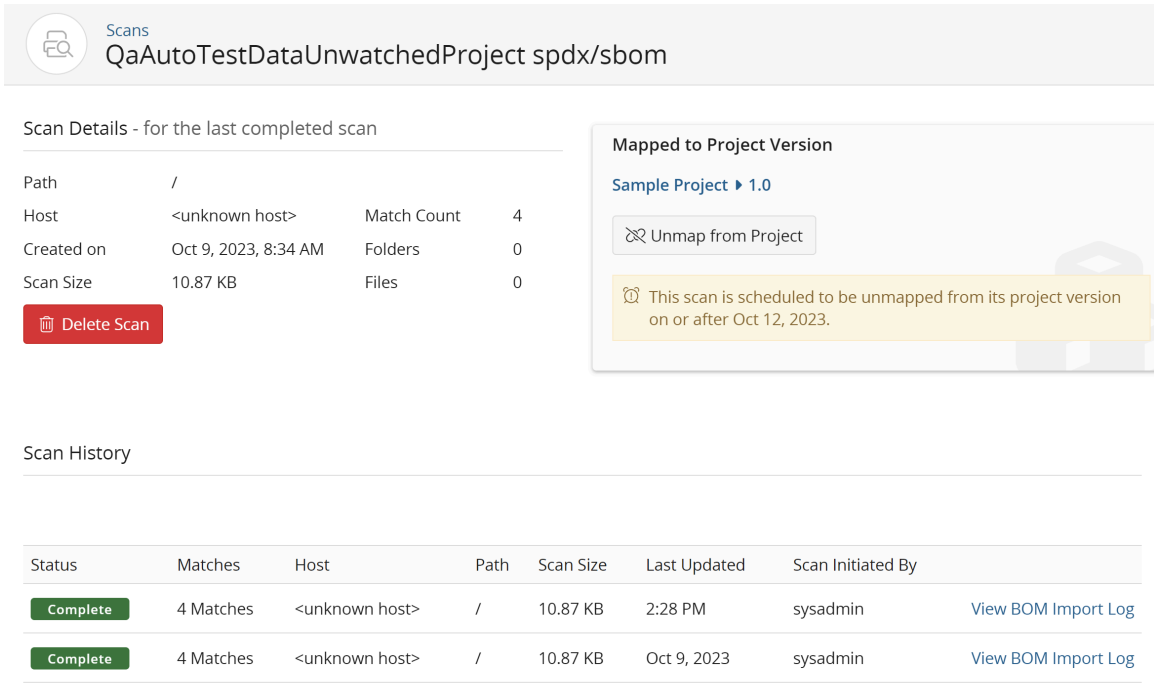 Scans
QaAutoTestDataUnwatchedProject spdx/sbom
Scan Details - for the last completed scan
Path /
Host <unknown host> Match Count 4
Created on Oct 9, 2023, 8:34 AM Folders 0
Scan Size 10.87 KB Files 0
Delete Scan
Mapped to Project Version
Sample Project 1.0
Unmap from Project
This scan is scheduled to be unmapped from its project version
on or after Oct 12, 2023.
Scan History
Status Matches Host Path Scan Size Last Updated Scan Initiated By
Complete 4 Matches <unknown host> / 10.87 KB 2:28 PM sysadmin View BOM Import Log
Complete 4 Matches <unknown host> / 10.87 KB Oct 9, 2023 sysadmin View BOM Import Log